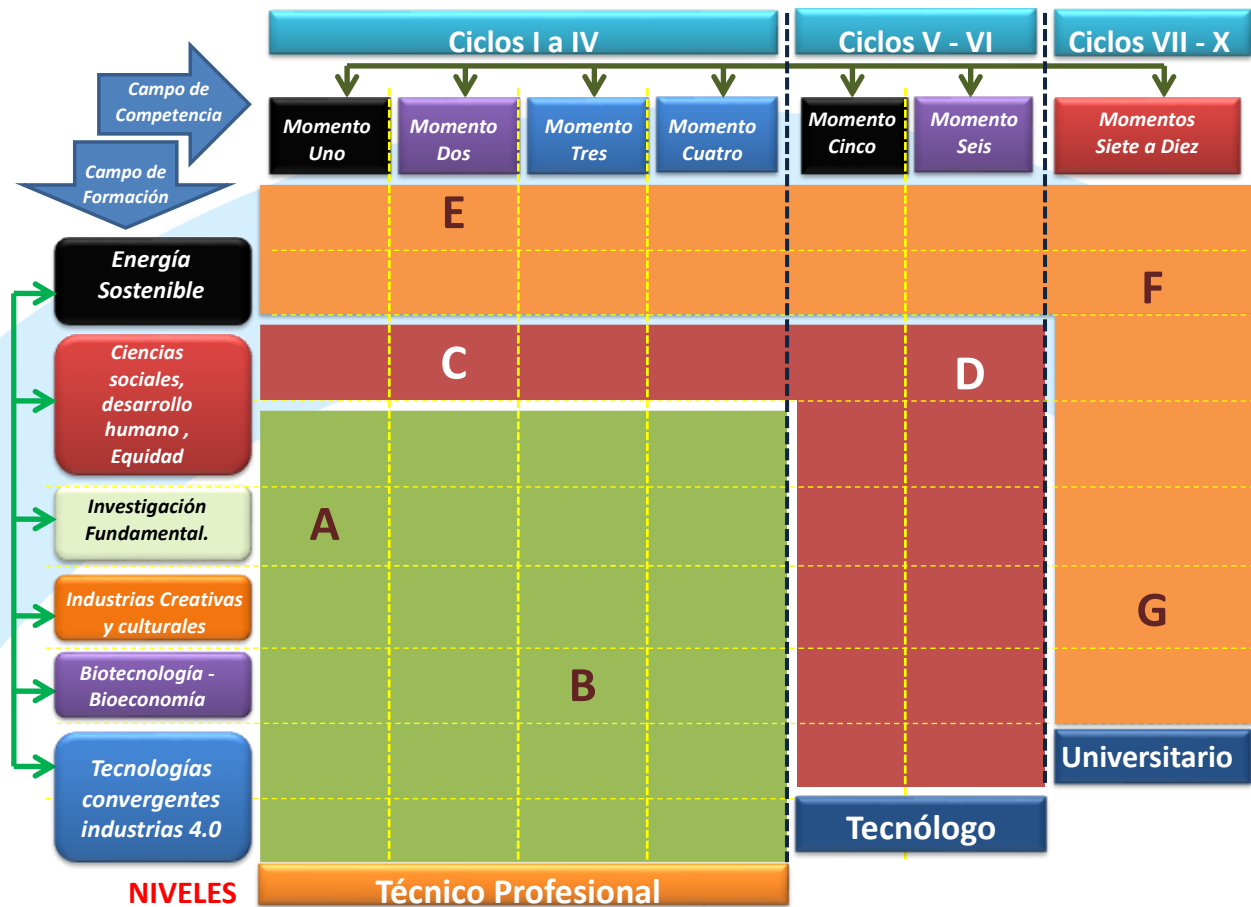 Ciclos I a IV
Ciclos V - VI
Ciclos VII - X
Campo de
Competencia
Campo de
Formación
Momento
Uno
Momento
Dos
Momento
Tres
Momento
Cuatro
Momento
Cinco
Momento
Seis
Momentos
Siete a Diez
E
Energía
Sostenible
F
Ciencias
sociales,
desarrollo
humano ,
Equidad
C
D
Investigación
Fundamental.
A
Industrias Creativas
y culturales
G
Biotecnología -
Bioeconomía
B
Tecnologías
convergentes
industrias 4.0
Universitario
Tecnólogo
NIVELES
Técnico Profesional